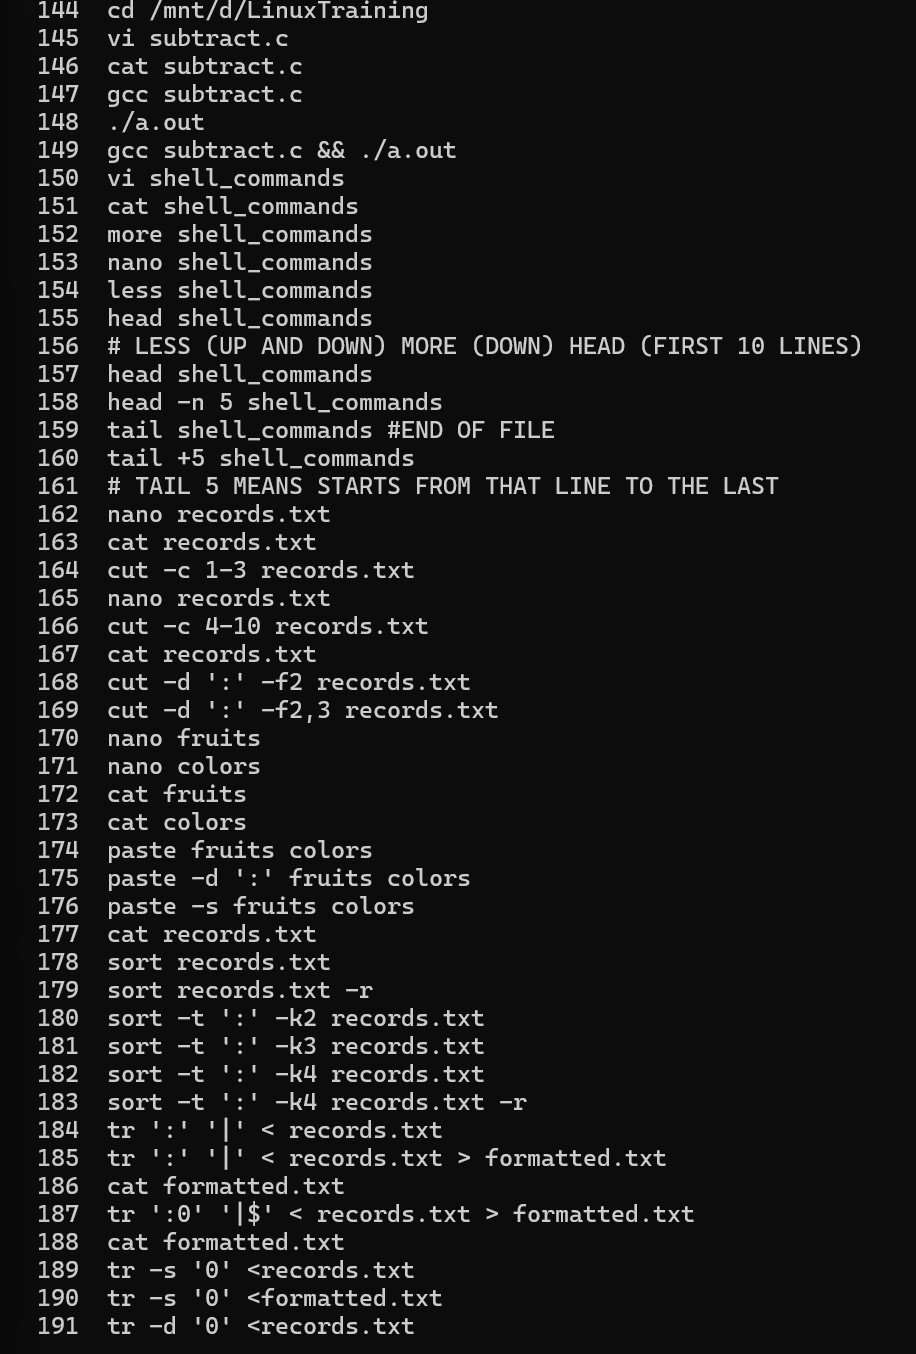 144 cd /mnt/d/LinuxTraining
145 vi subtract.c
146 cat subtract.c
147 gcc subtract.c
148 ./a.out
149 gcc subtract.c && ./a.out
150 vi shell_commands
151 cat shell_commands
152 more shell_commands
153 nano shell_commands
154 less shell_commands
155 head shell_commands
156 # LESS (UP AND DOWN) MORE (DOWN) HEAD (FIRST 10 LINES)
157 head shell_commands
158 head -n 5 shell_commands
159 tail shell_commands #END OF FILE
160 tail +5 shell_commands
161 # TAIL 5 MEANS STARTS FROM THAT LINE TO THE LAST
162 nano records.txt
163 cat records.txt
164 cut -c 1-3 records.txt
165 nano records.txt
166 cut -c 4-10 records.txt
167 cat records.txt
168 cut -d ':' -f2 records.txt
169 cut -d ':' -f2,3 records.txt
170 nano fruits
171 nano colors
172 cat fruits
173 cat colors
174 paste fruits colors
175 paste -d ':' fruits colors
176 paste -s fruits colors
177 cat records.txt
178 sort records.txt
179 sort records.txt -r
180 sort -t ':' -k2 records.txt
181 sort -t ':' -k3 records.txt
182 sort -t ':' -k4 records.txt
183 sort -t ':' -k4 records.txt -r
184 tr ':' '|' < records.txt
185 tr ':' '|' < records.txt > formatted.txt
186 cat formatted.txt
187 tr ':0' '|$' < records.txt > formatted.txt
188 cat formatted.txt
189 tr -s '0' <records.txt
190 tr -s '0' <formatted.txt
191 tr -d '0' <records.txt